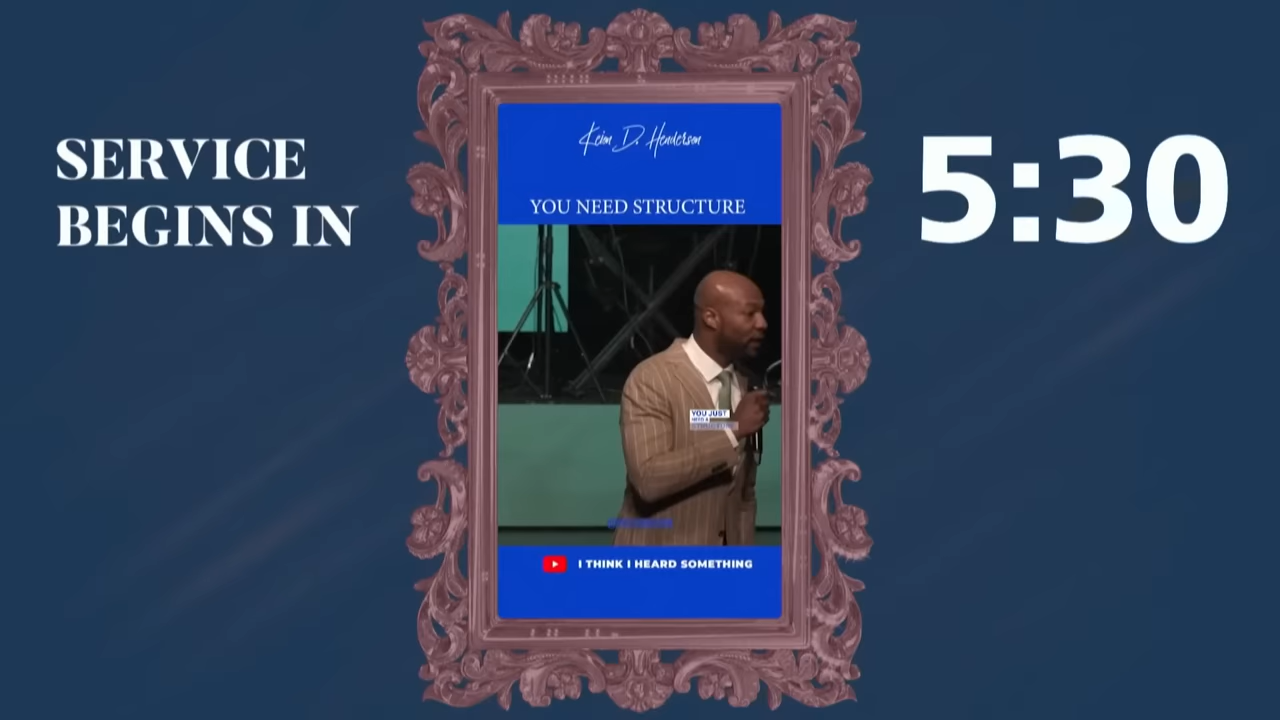 SERVICE
BEGINS IN
Keion D. Henderson
YOU NEED STRUCTURE
YOU JUST
I THINK I HEARD SOMETHING
5:30